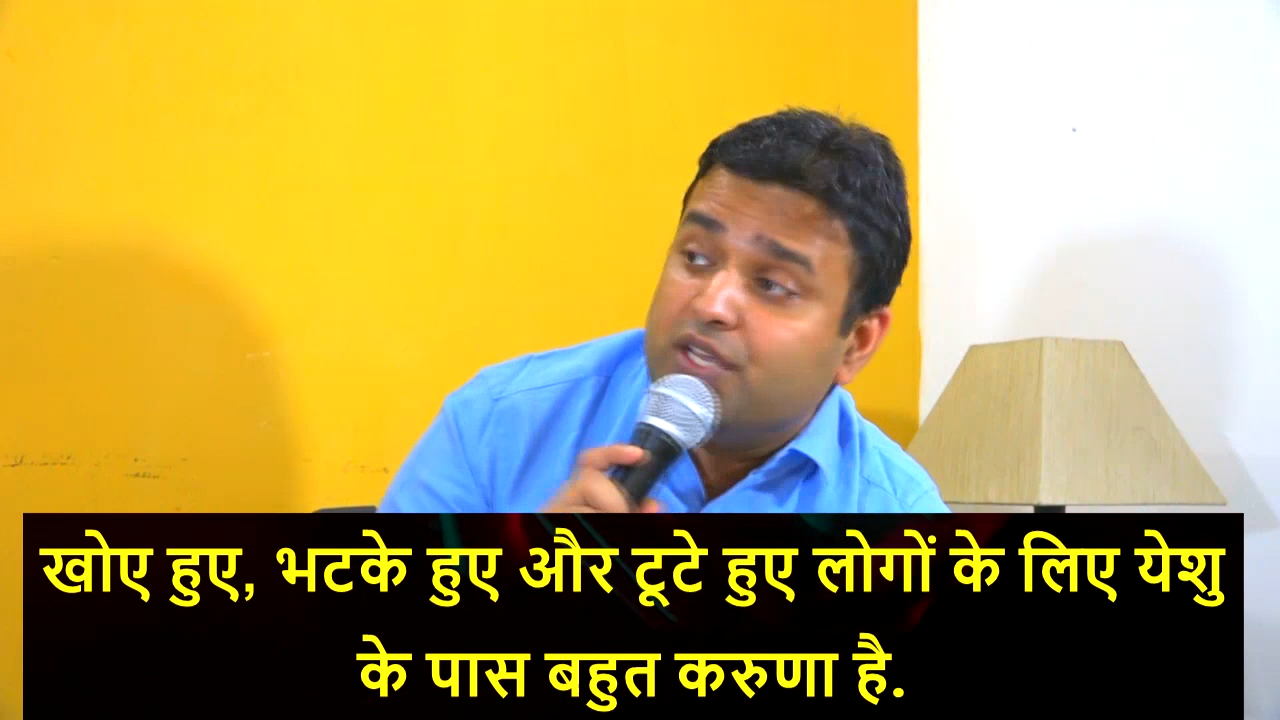 खोए हुए, भटके हुए और टूटे हुए लोगों के लिए येशु
के पास बहुत करुणा है.